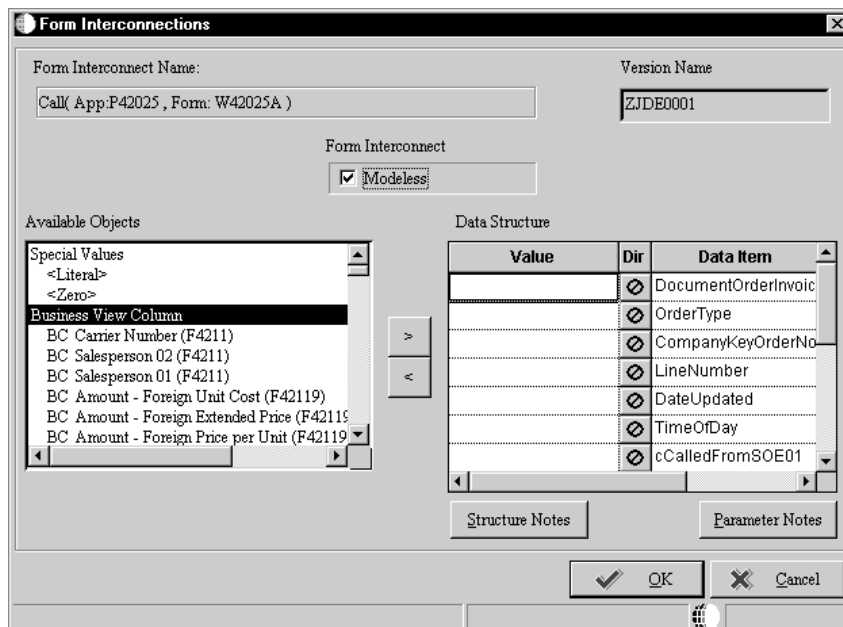 Form Interconnections
Form Interconnect Name:
Version Name
Call( App:P42025 , Form: W42025A )
ZJDE0001
Form Interconnect
Modeless
Available Objects
Data Structure
Special Values
<Literal>
<Zero>
Business View Column
BC Carrier Number (F4211)
BC Salesperson 02 (F4211)
BC Salesperson 01 (F4211)
BC Amount - Foreign Unit Cost (F42119)
BC Amount - Foreign Extended Price (F42119
BC Amount - Foreign Price per Unit (F42119
>
<
Value Dir Data Item
DocumentOrderInvoic
OrderType
CompanyKeyOrderNo
LineNumber
DateUpdated
TimeOfDay
cCalledFromSOE01
Structure Notes
Parameter Notes
OK
Cancel